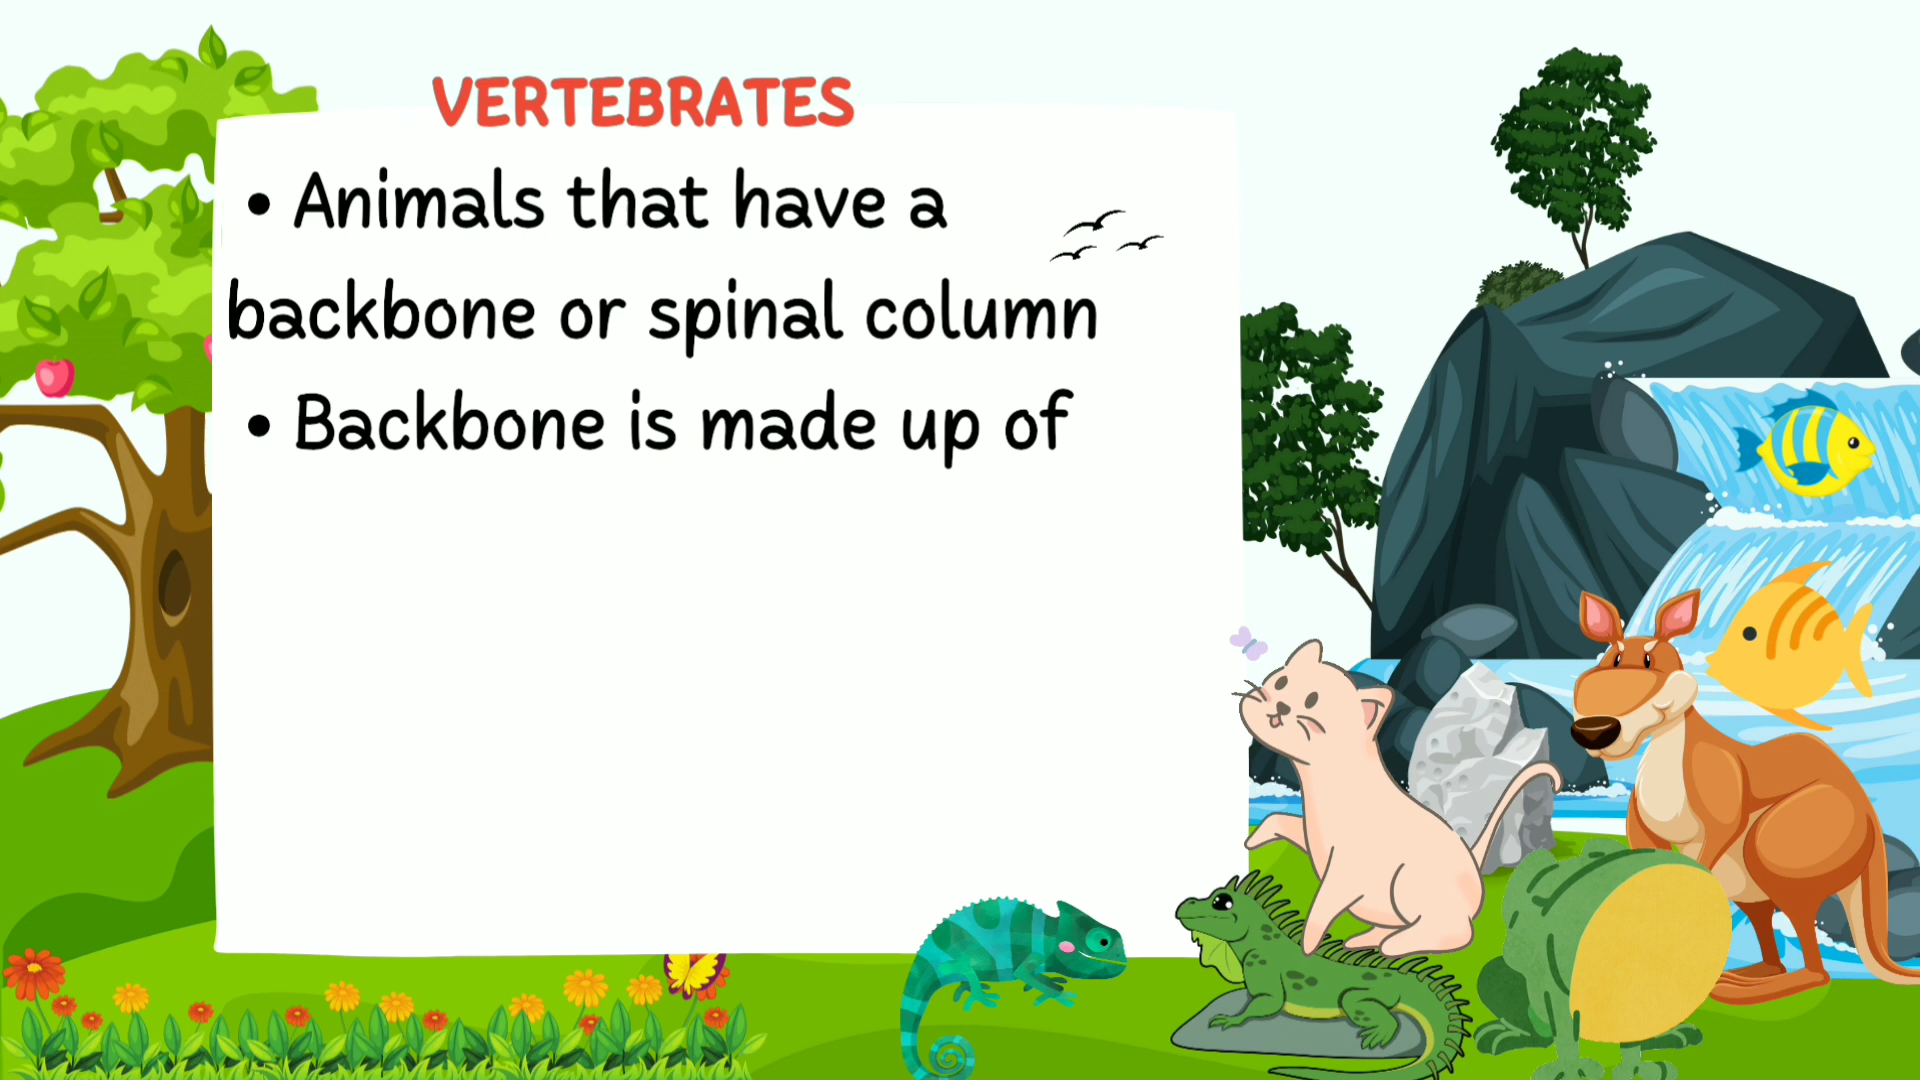 VERTEBRATES
• Animals that have a
backbone or spinal column
• Backbone is made up of